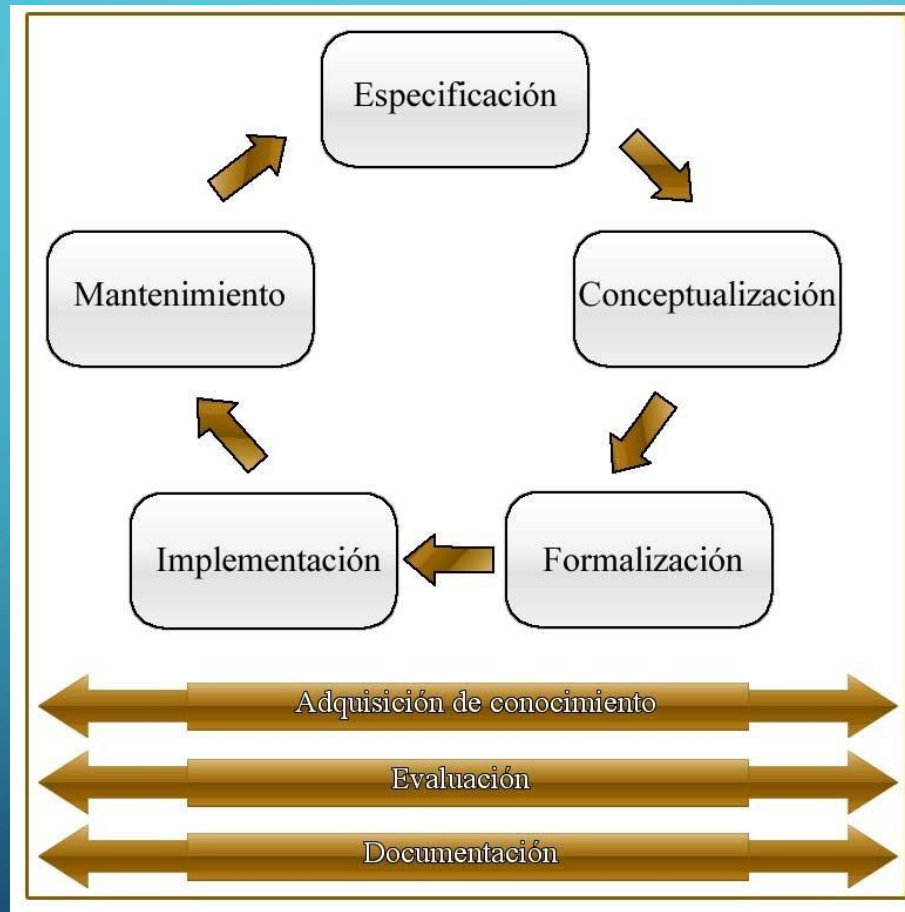 Especificación
Mantenimiento
Conceptualización
Implementación
Formalización
Adquisición de conocimiento
Evaluación
Documentación